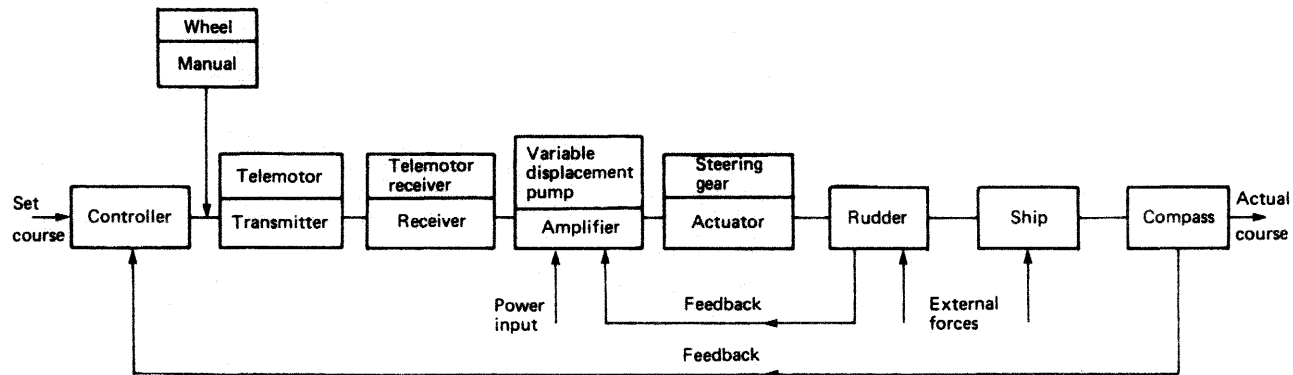 Wheel
Manual
Telemotor
Transmitter
Telemotor
receiver
Receiver
Variable
displacement
pump
Amplifier
Steering
gear
Actuator
Set
course
Controller
Rudder
Ship
Compass
Actual
course
Power
input
Feedback
External
forces
Feedback